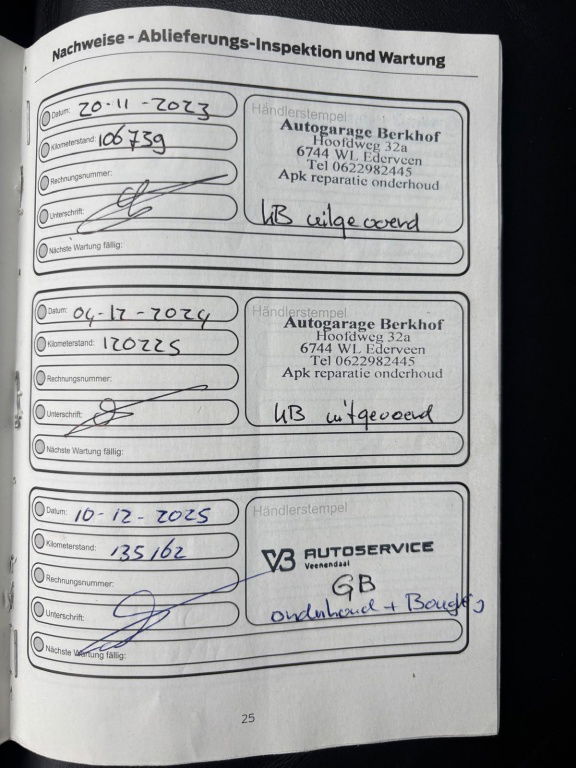 Nachweise - Ablieferungs-Inspektion und Wartung
Datum: 20-11-2023
Kilometerstand: 106739
Rechnungsnummer:
Unterschrift:
Nächste Wartung fällig:
Händlerstempel
Autogarage Berkhof
Hoofdweg 32a
6744 WL Ederveen
Tel 0622982445
Apk reparatie onderhoud
KB uitgevoerd
Datum: 04-12-2024
Kilometerstand: 120225
Rechnungsnummer:
Unterschrift:
Nächste Wartung fällig:
Händlerstempel
Autogarage Berkhof
Hoofdweg 32a
6744 WL Ederveen
Tel 0622982445
Apk reparatie onderhoud
KB uitgevoerd
Datum: 10-12-2025
Kilometerstand: 135162
Rechnungsnummer:
Unterschrift:
Nächste Wartung fällig:
Händlerstempel
VB AUTOSERVICE
Veenendaal
GB
onderhoud + Bougies
25